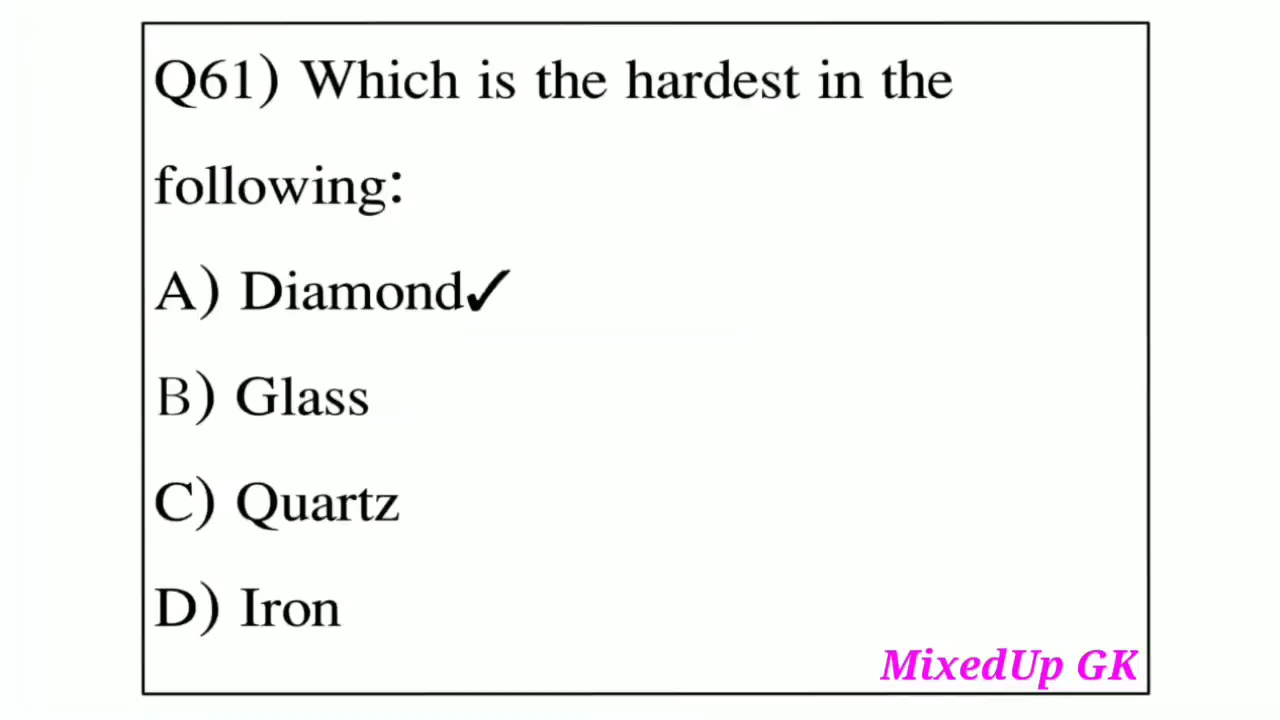 Q61) Which is the hardest in the
following:
A) Diamond✓
B) Glass
C) Quartz
D) Iron
MixedUp GK